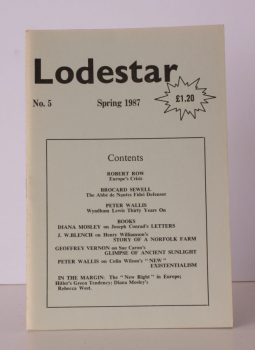 Lodestar
No. 5 Spring 1987
£1.20
Contents
ROBERT ROW
Europe's Crisis
BROCARD SEWELL
The Abbe de Nantes Fidei Defensor
PETER WALLIS
Wyndham Lewis Thirty Years On
BOOKS
DIANA MOSLEY on Joseph Conrad's LETTERS
J. W. BLENCH on Henry Williamson's
STORY OF A NORFOLK FARM
GEOFFREY VERNON on Sue Caron's
GLIMPSE OF ANCIENT SUNLIGHT
PETER WALLIS on Colin Wilson's "NEW"
EXISTENTIALISM
IN THE MARGIN: The "New Right" in Europe;
Hitler's Green Tendency; Diana Mosley;
Rebecca West.